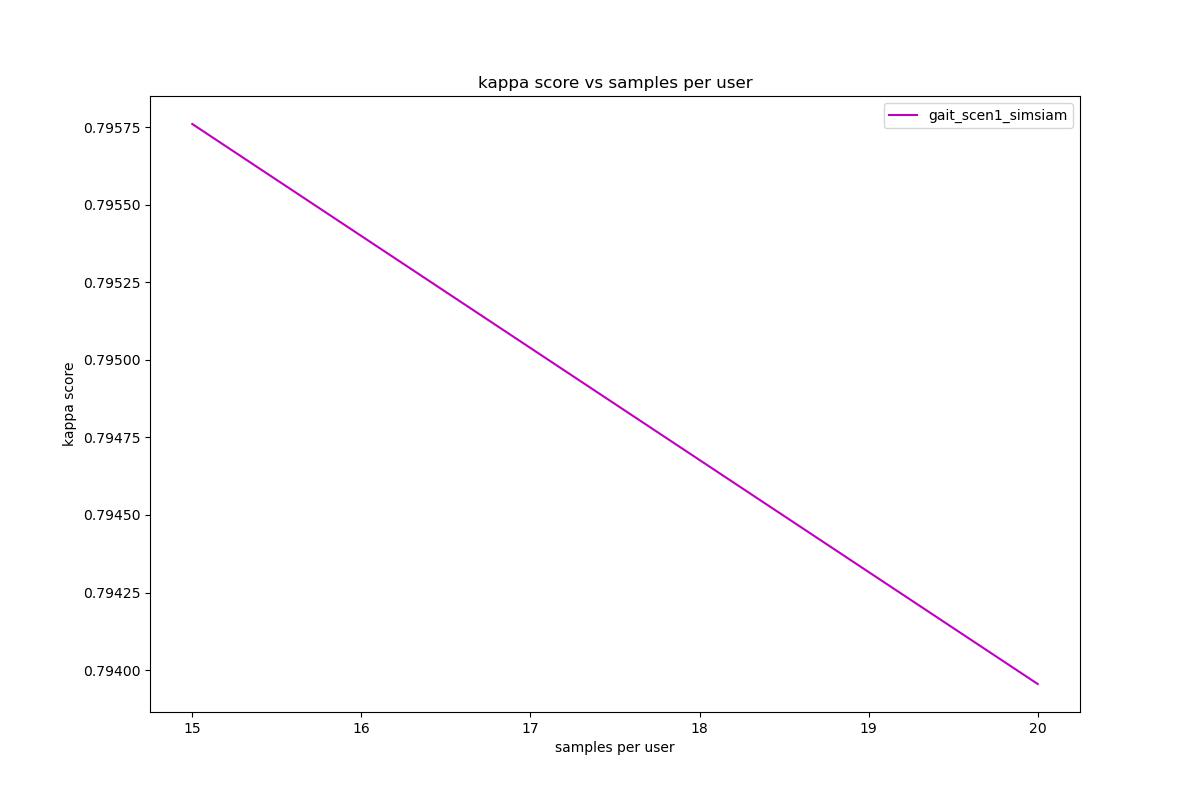 kappa score vs samples per user
gait_scen1_simsiam
kappa score
0.79575
0.79550
0.79525
0.79500
0.79475
0.79450
0.79425
0.79400
15 16 17 18 19 20
samples per user